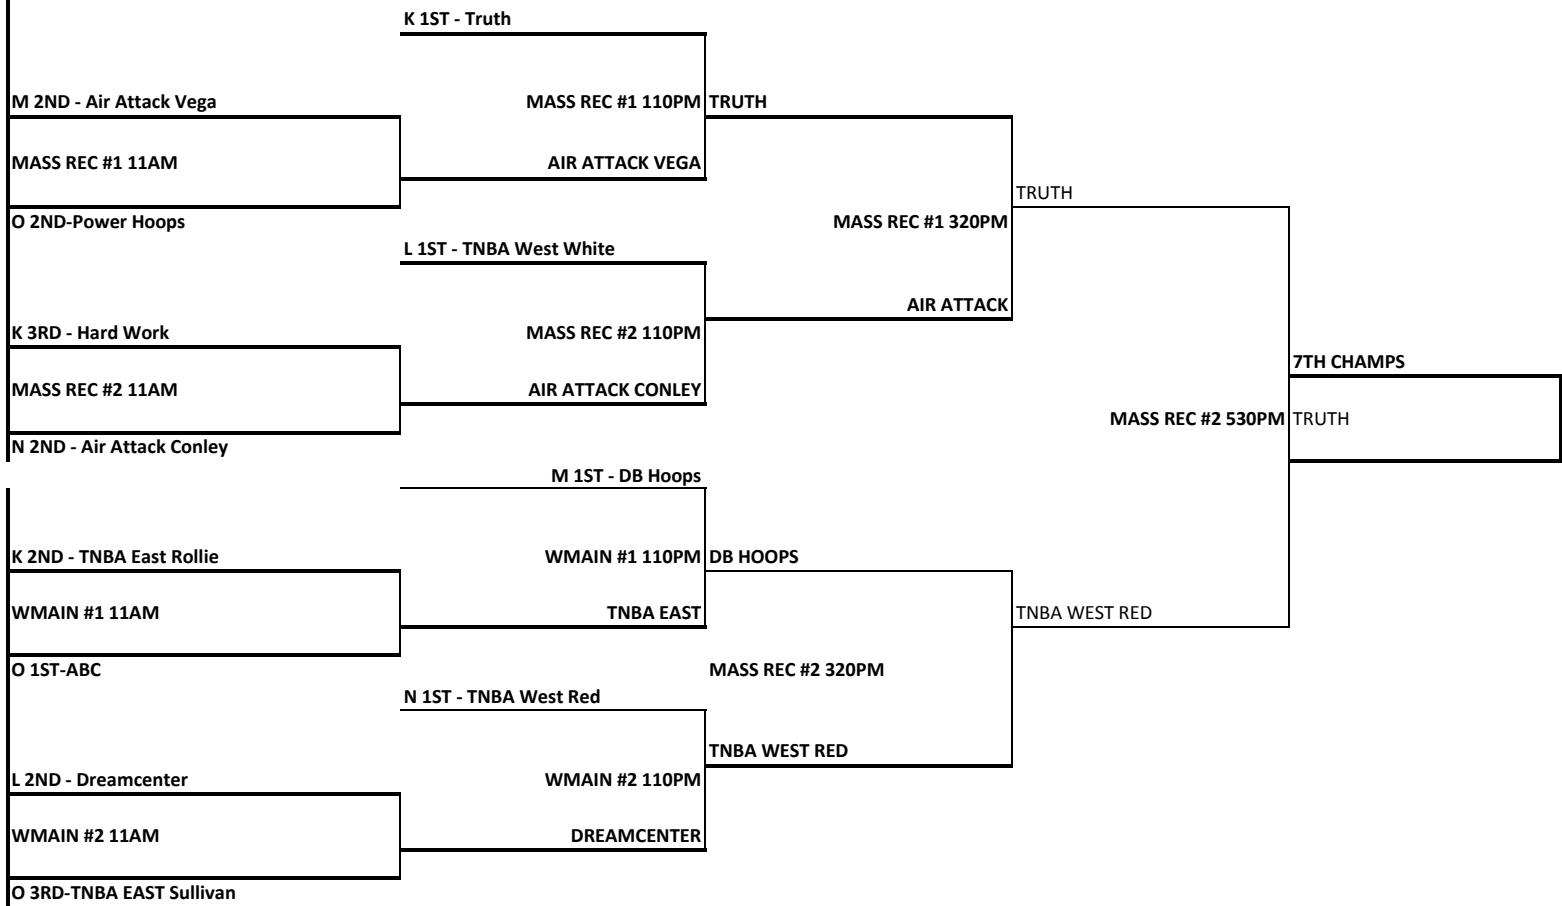 K 1ST - Truth
M 2ND - Air Attack Vega
MASS REC #1 110PM
TRUTH
MASS REC #1 11AM
AIR ATTACK VEGA
TRUTH
O 2ND-Power Hoops
MASS REC #1 320PM
L 1ST - TNBA West White
AIR ATTACK
K 3RD - Hard Work
MASS REC #2 110PM
7TH CHAMPS
MASS REC #2 11AM
AIR ATTACK CONLEY
MASS REC #2 530PM
TRUTH
N 2ND - Air Attack Conley
M 1ST - DB Hoops
K 2ND - TNBA East Rollie
WMAIN #1 110PM
DB HOOPS
WMAIN #1 11AM
TNBA EAST
TNBA WEST RED
O 1ST-ABC
MASS REC #2 320PM
N 1ST - TNBA West Red
TNBA WEST RED
L 2ND - Dreamcenter
WMAIN #2 110PM
WMAIN #2 11AM
DREAMCENTER
O 3RD-TNBA EAST Sullivan